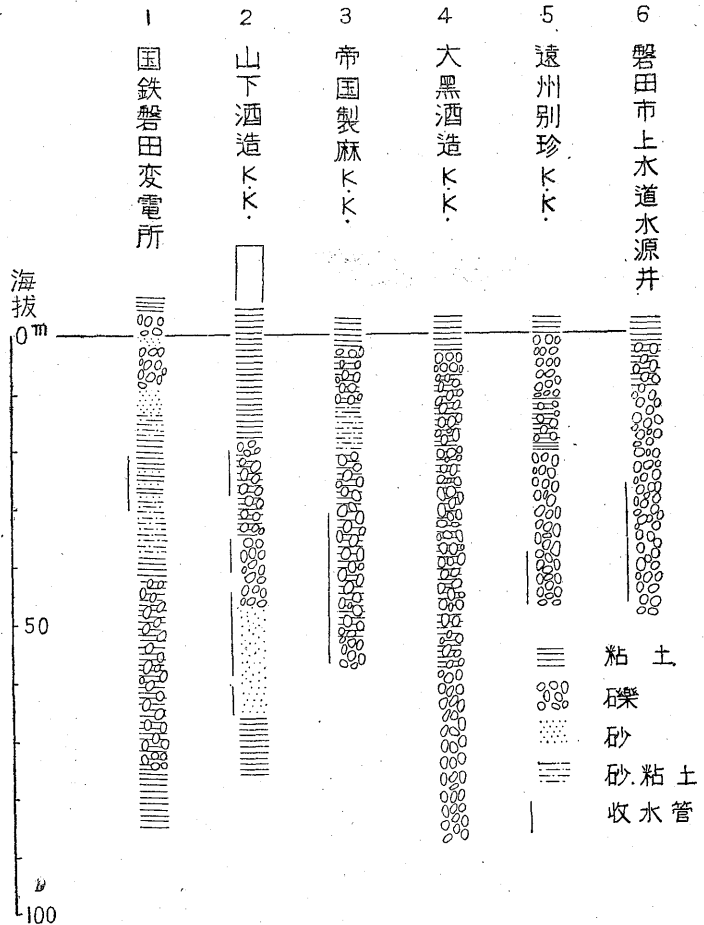 1
国鉄磐田変電所
2
山下酒造K.K.
3
帝国製麻K.K.
4
大黒酒造K.K.
5
遠州別珍K.K.
6
磐田市上水道水源井
海拔
0m
50
100
粘土
礫
砂
砂.粘土
收水管